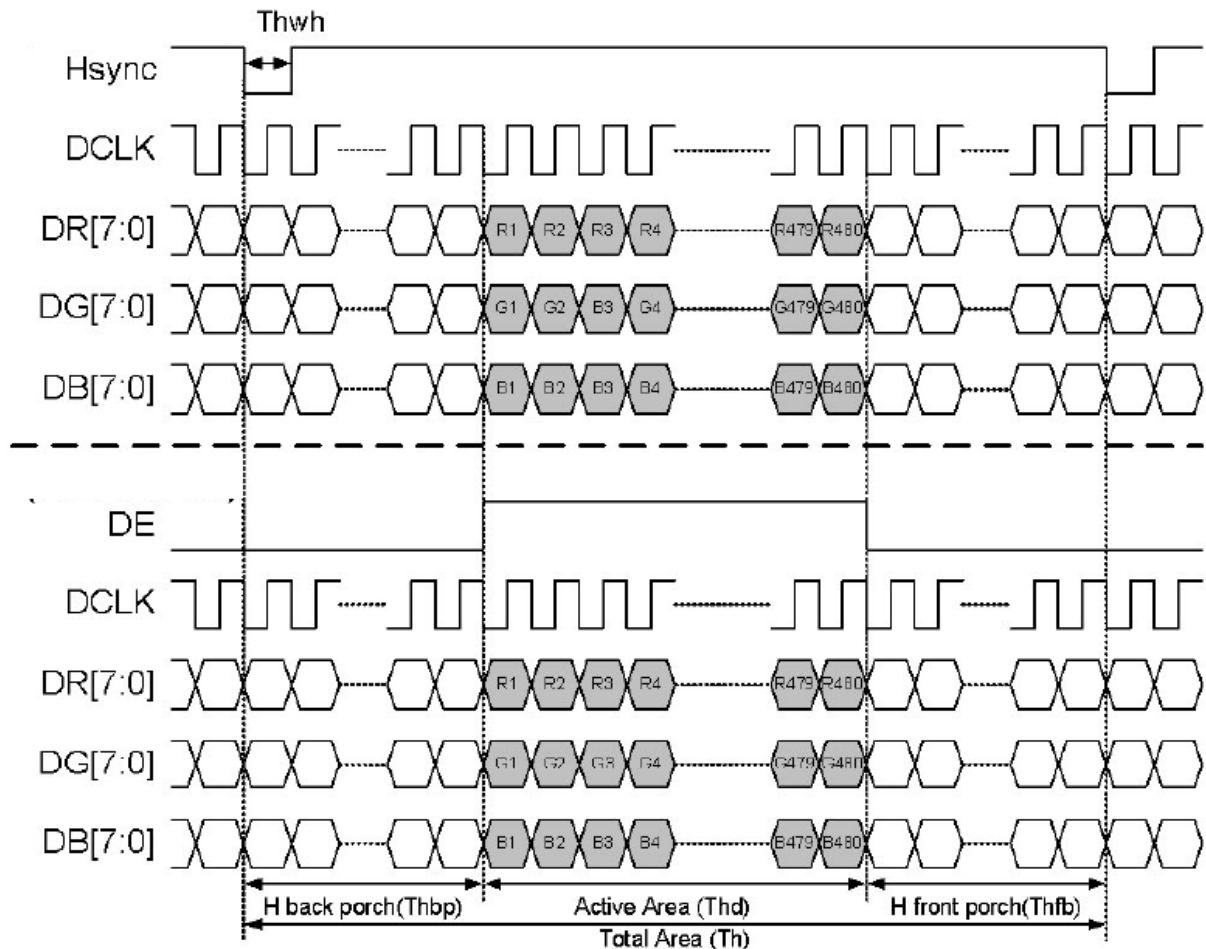 Thwh
Hsync
DCLK
DR[7:0] R1 R2 R3 R4 R479 R480
DG[7:0] G1 G2 B3 G4 G479 G480
DB[7:0] B1 B2 B3 B4 B479 B480
DE
DCLK
DR[7:0] R1 R2 R3 R4 R479 R480
DG[7:0] G1 G2 G3 G4 G479 G480
DB[7:0] B1 B2 B3 B4 B479 B480
H back porch(Thbp) Active Area (Thd) H front porch(Thfb)
Total Area (Th)